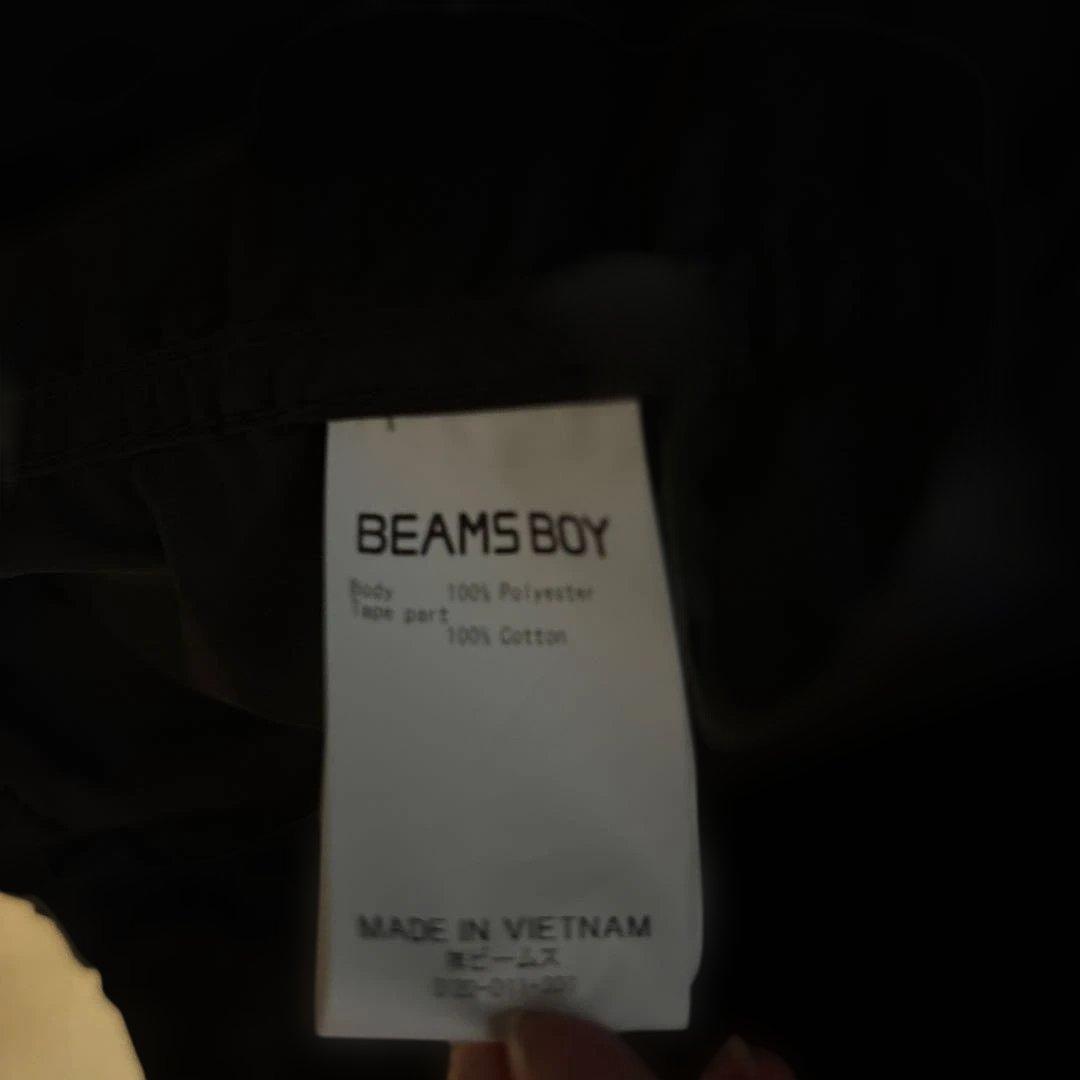 BEAMS BOY
Body 100% Polyester
Tape part
100% Cotton
MADE IN VIETNAM
㈱ビームス